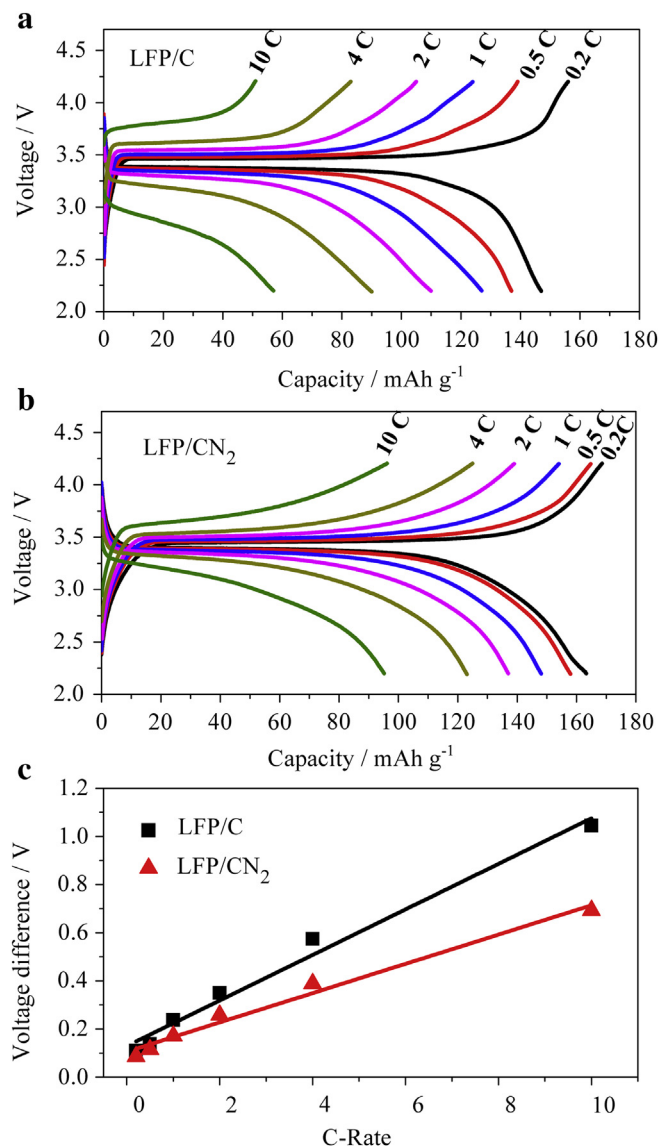 a
LFP/C
10 C
4 C
2 C
1 C
0.5 C
0.2 C
4.5
4.0
3.5
3.0
2.5
2.0
Voltage / V
0 20 40 60 80 100 120 140 160 180
Capacity / mAh g⁻¹
b
LFP/CN₂
10 C
4 C
2 C
1 C
0.5 C
0.2C
4.5
4.0
3.5
3.0
2.5
2.0
Voltage / V
0 20 40 60 80 100 120 140 160 180
Capacity / mAh g⁻¹
c
LFP/C
LFP/CN₂
1.2
1.0
0.8
0.6
0.4
0.2
0.0
Voltage difference / V
0 2 4 6 8 10
C-Rate